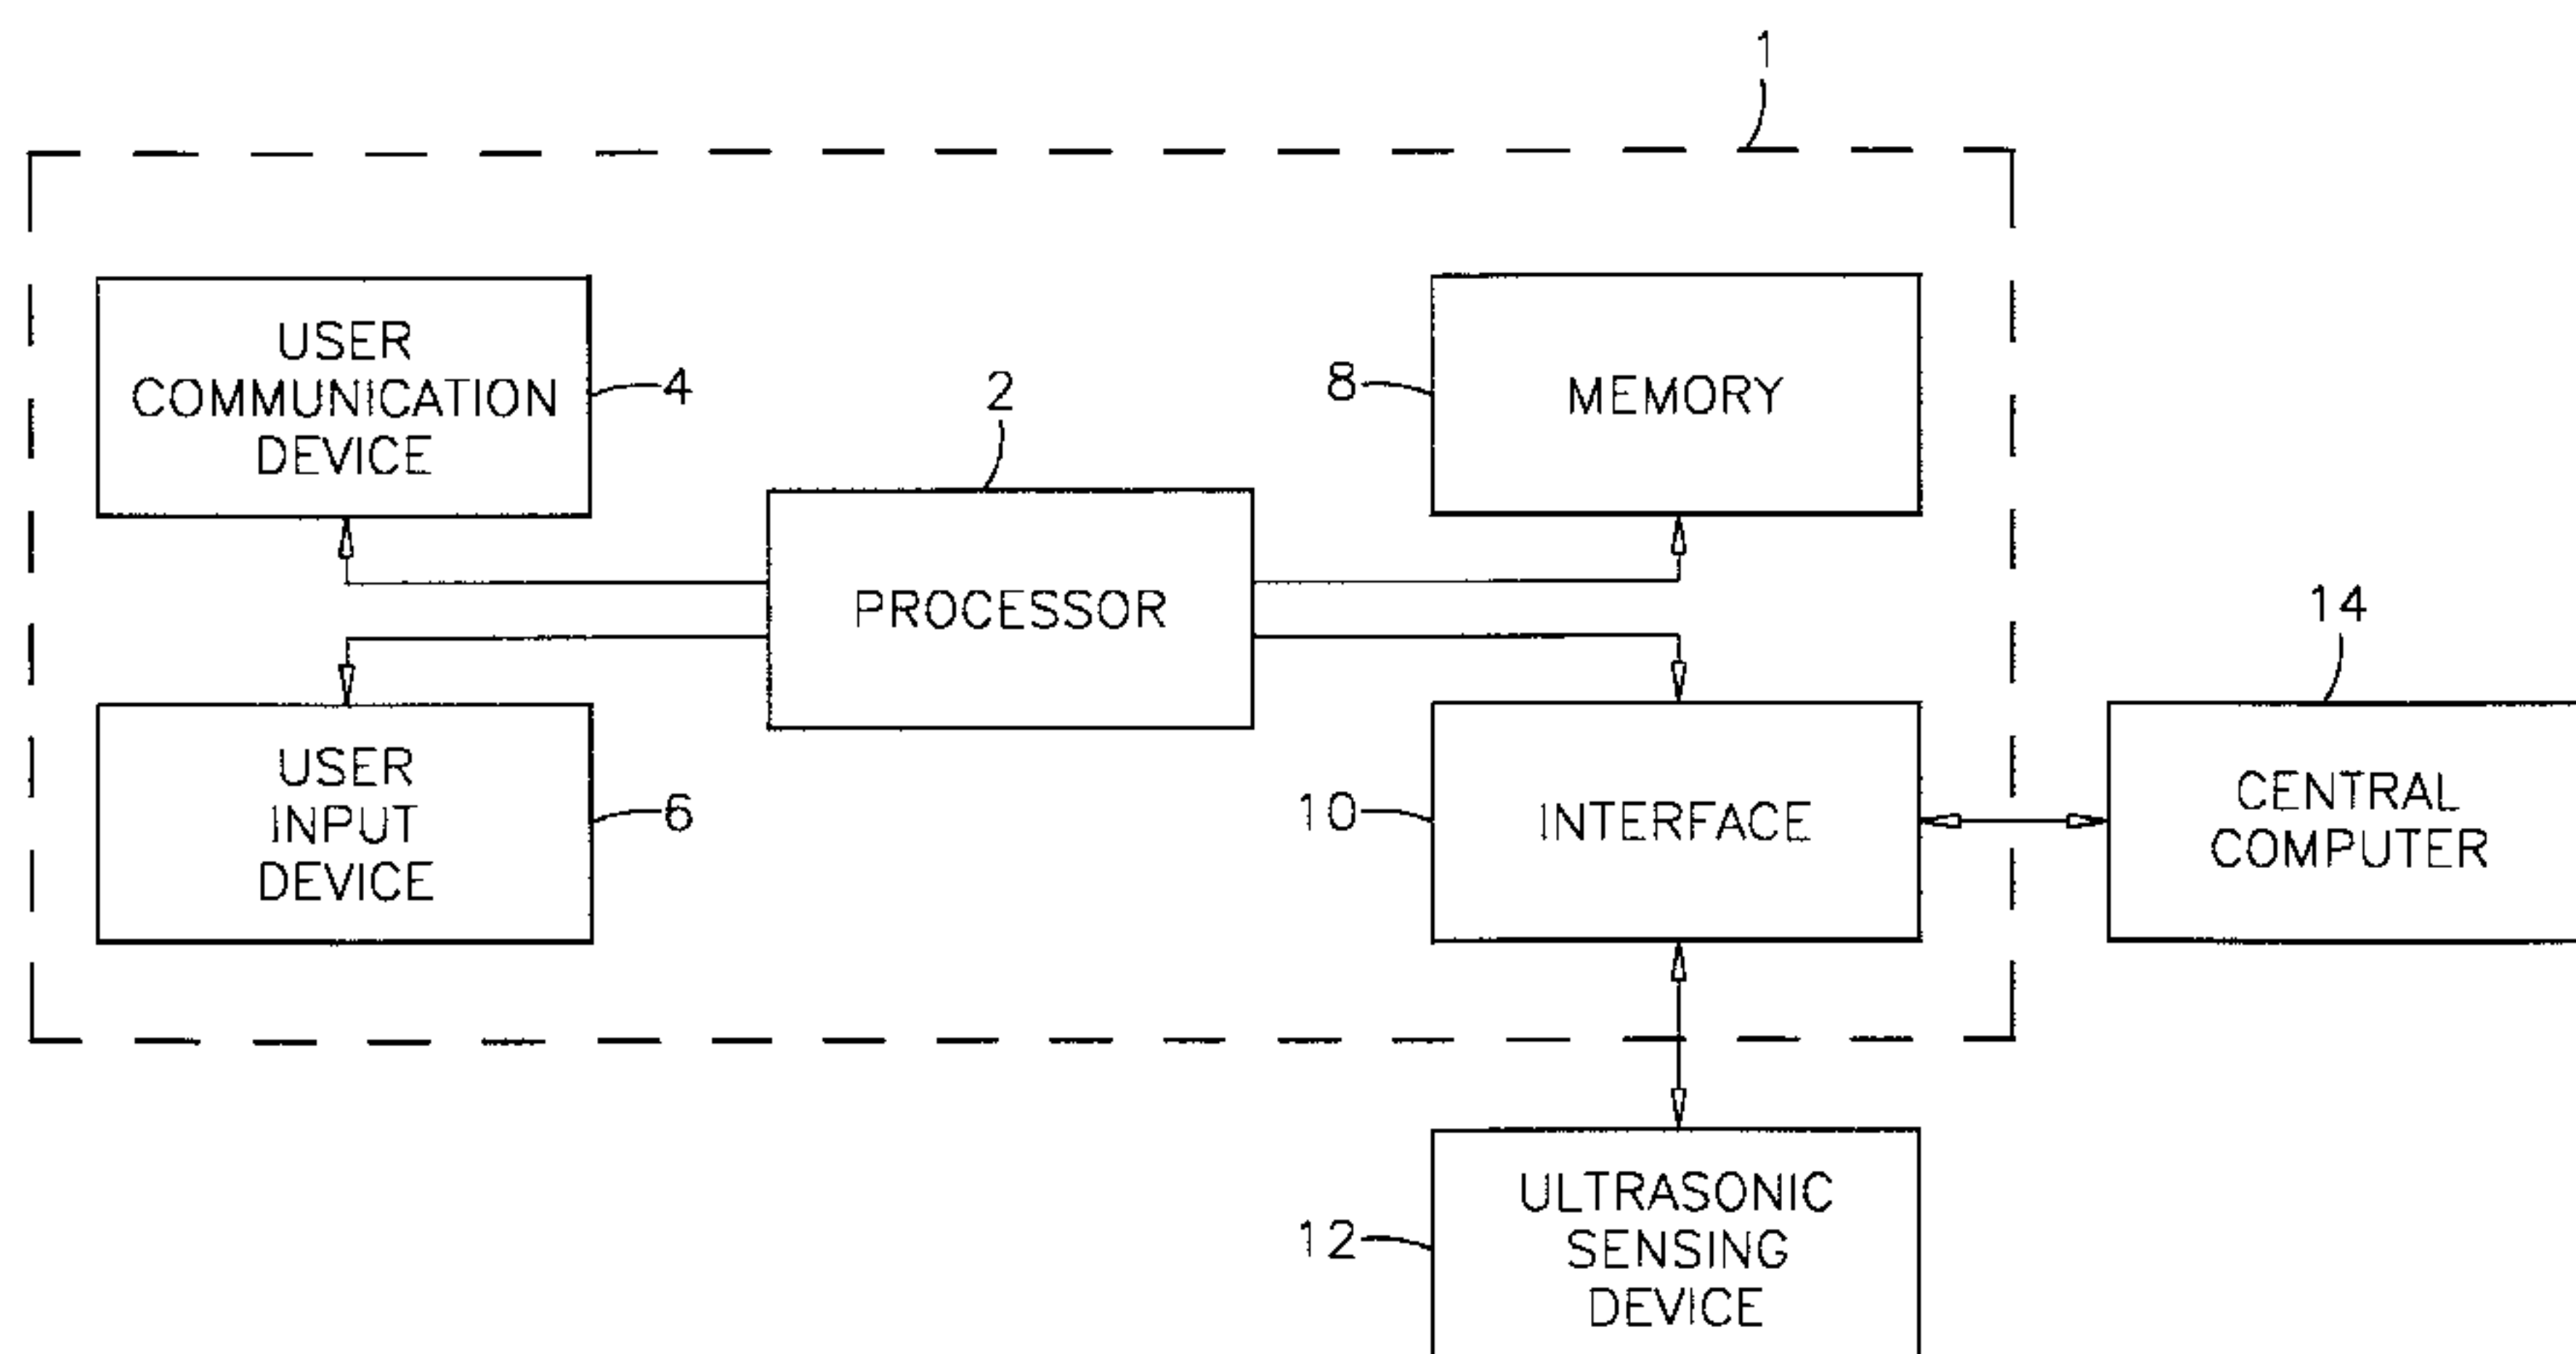 1
USER
COMMUNICATION
DEVICE
4
2
8
MEMORY
PROCESSOR
14
USER
INPUT
DEVICE
6
10
INTERFACE
CENTRAL
COMPUTER
12
ULTRASONIC
SENSING
DEVICE